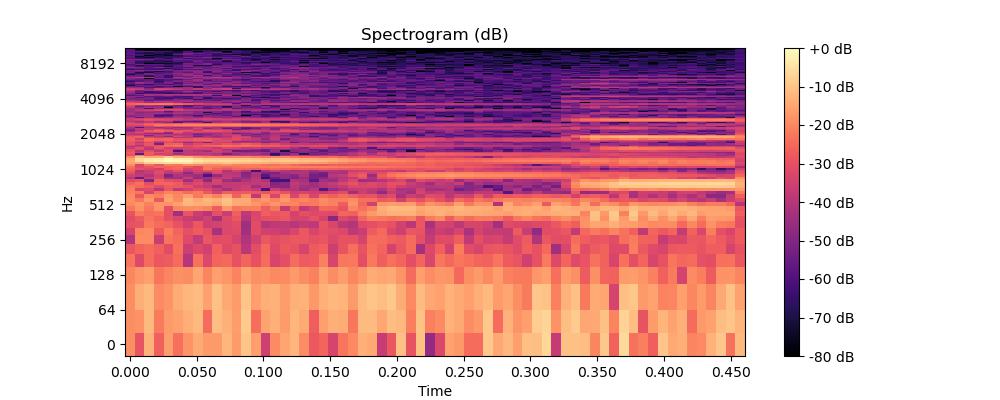 Spectrogram (dB)
8192
4096
2048
1024
512
256
128
64
0
Hz
0.000 0.050 0.100 0.150 0.200 0.250 0.300 0.350 0.400 0.450
Time
+0 dB
-10 dB
-20 dB
-30 dB
-40 dB
-50 dB
-60 dB
-70 dB
-80 dB